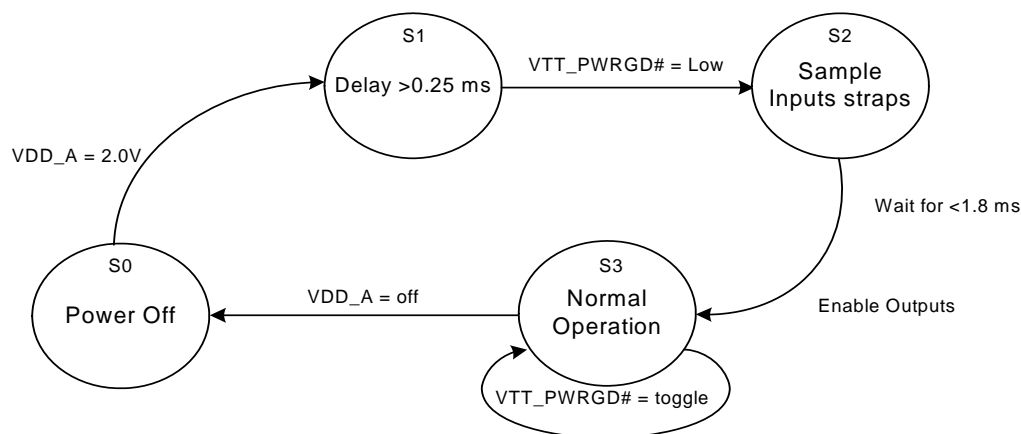 S1
Delay >0.25 ms
VTT_PWRGD# = Low
S2
Sample
Inputs straps
VDD_A = 2.0V
Wait for <1.8 ms
S0
Power Off
VDD_A = off
S3
Normal
Operation
Enable Outputs
VTT_PWRGD# = toggle